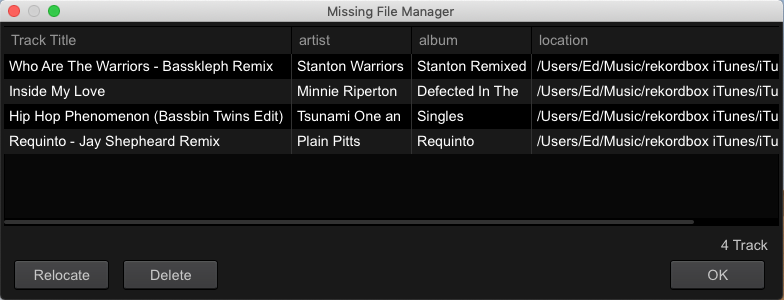 Missing File Manager
Track Title artist album location
Who Are The Warriors - Basskleph Remix Stanton Warriors Stanton Remixed /Users/Ed/Music/rekordbox iTunes/iTu
Inside My Love Minnie Riperton Defected In The /Users/Ed/Music/rekordbox iTunes/iTu
Hip Hop Phenomenon (Bassbin Twins Edit) Tsunami One an Singles /Users/Ed/Music/rekordbox iTunes/iTu
Requinto - Jay Shepheard Remix Plain Pitts Requinto /Users/Ed/Music/rekordbox iTunes/iTu
4 Track
Relocate Delete OK